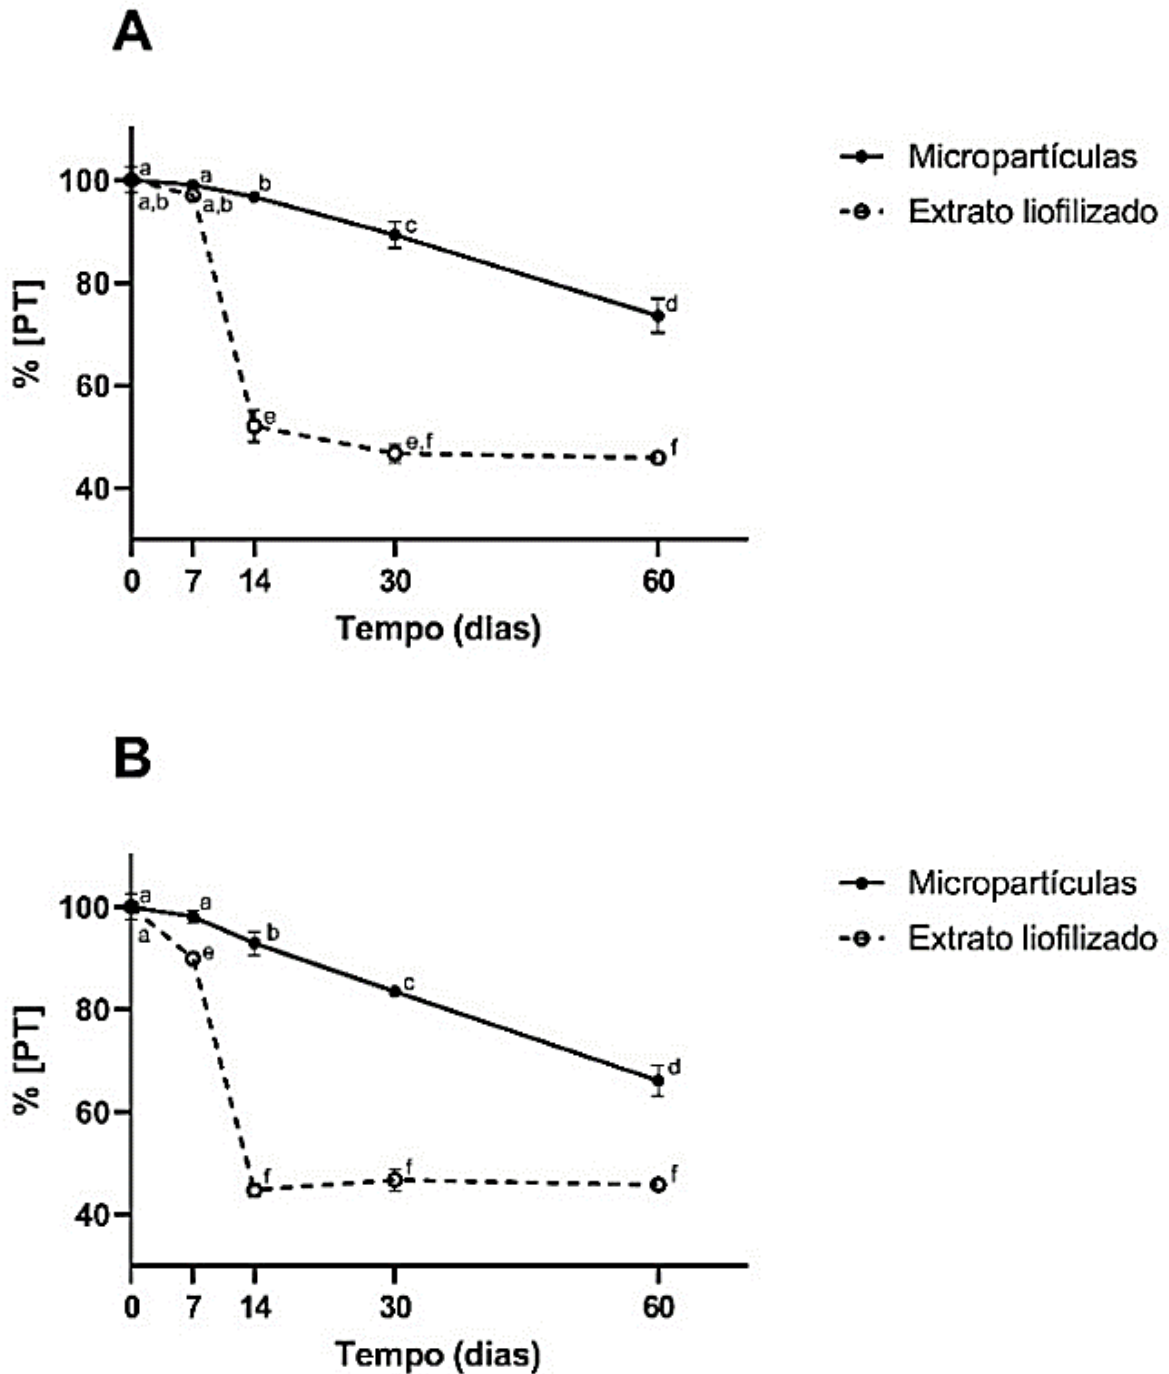 A
Micropartículas
Extrato liofilizado
% [PT]
100
80
60
40
a
a
b
c
d
a,b
a,b
e
e,f
f
0 7 14 30 60
Tempo (dias)
B
Micropartículas
Extrato liofilizado
% [PT]
100
80
60
40
a
a
b
c
d
a
e
f
f
f
0 7 14 30 60
Tempo (dias)